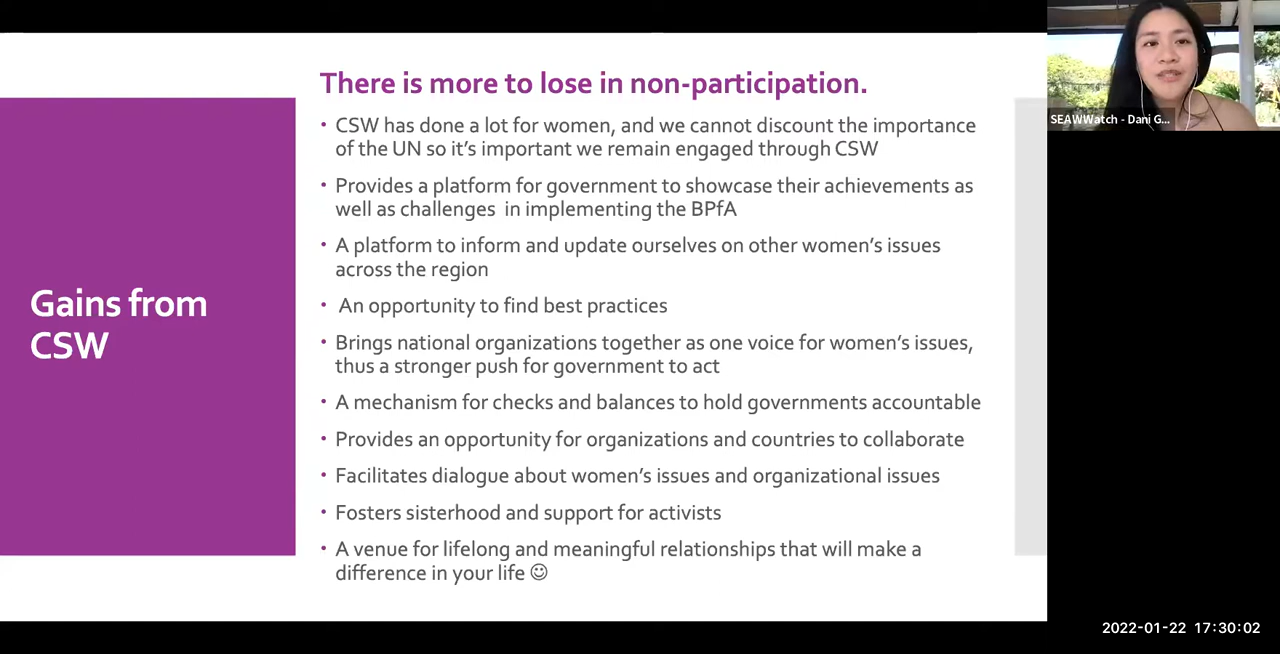 There is more to lose in non-participation.
Gains from
CSW
• CSW has done a lot for women, and we cannot discount the importance
of the UN so it's important we remain engaged through CSW
• Provides a platform for government to showcase their achievements as
well as challenges in implementing the BPfA
• A platform to inform and update ourselves on other women's issues
across the region
• An opportunity to find best practices
• Brings national organizations together as one voice for women's issues,
thus a stronger push for government to act
• A mechanism for checks and balances to hold governments accountable
• Provides an opportunity for organizations and countries to collaborate
• Facilitates dialogue about women's issues and organizational issues
• Fosters sisterhood and support for activists
• A venue for lifelong and meaningful relationships that will make a
difference in your life ☺
SEAWWatch - Dani G...
2022-01-22 17:30:02